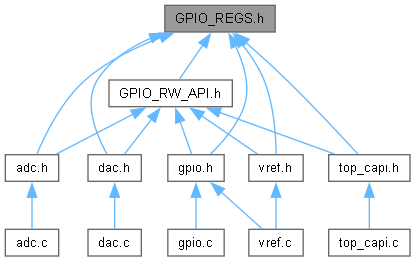 GPIO_REGS.h
GPIO_RW_API.h
adc.h
dac.h
gpio.h
vref.h
top_capi.h
adc.c
dac.c
gpio.c
vref.c
top_capi.c